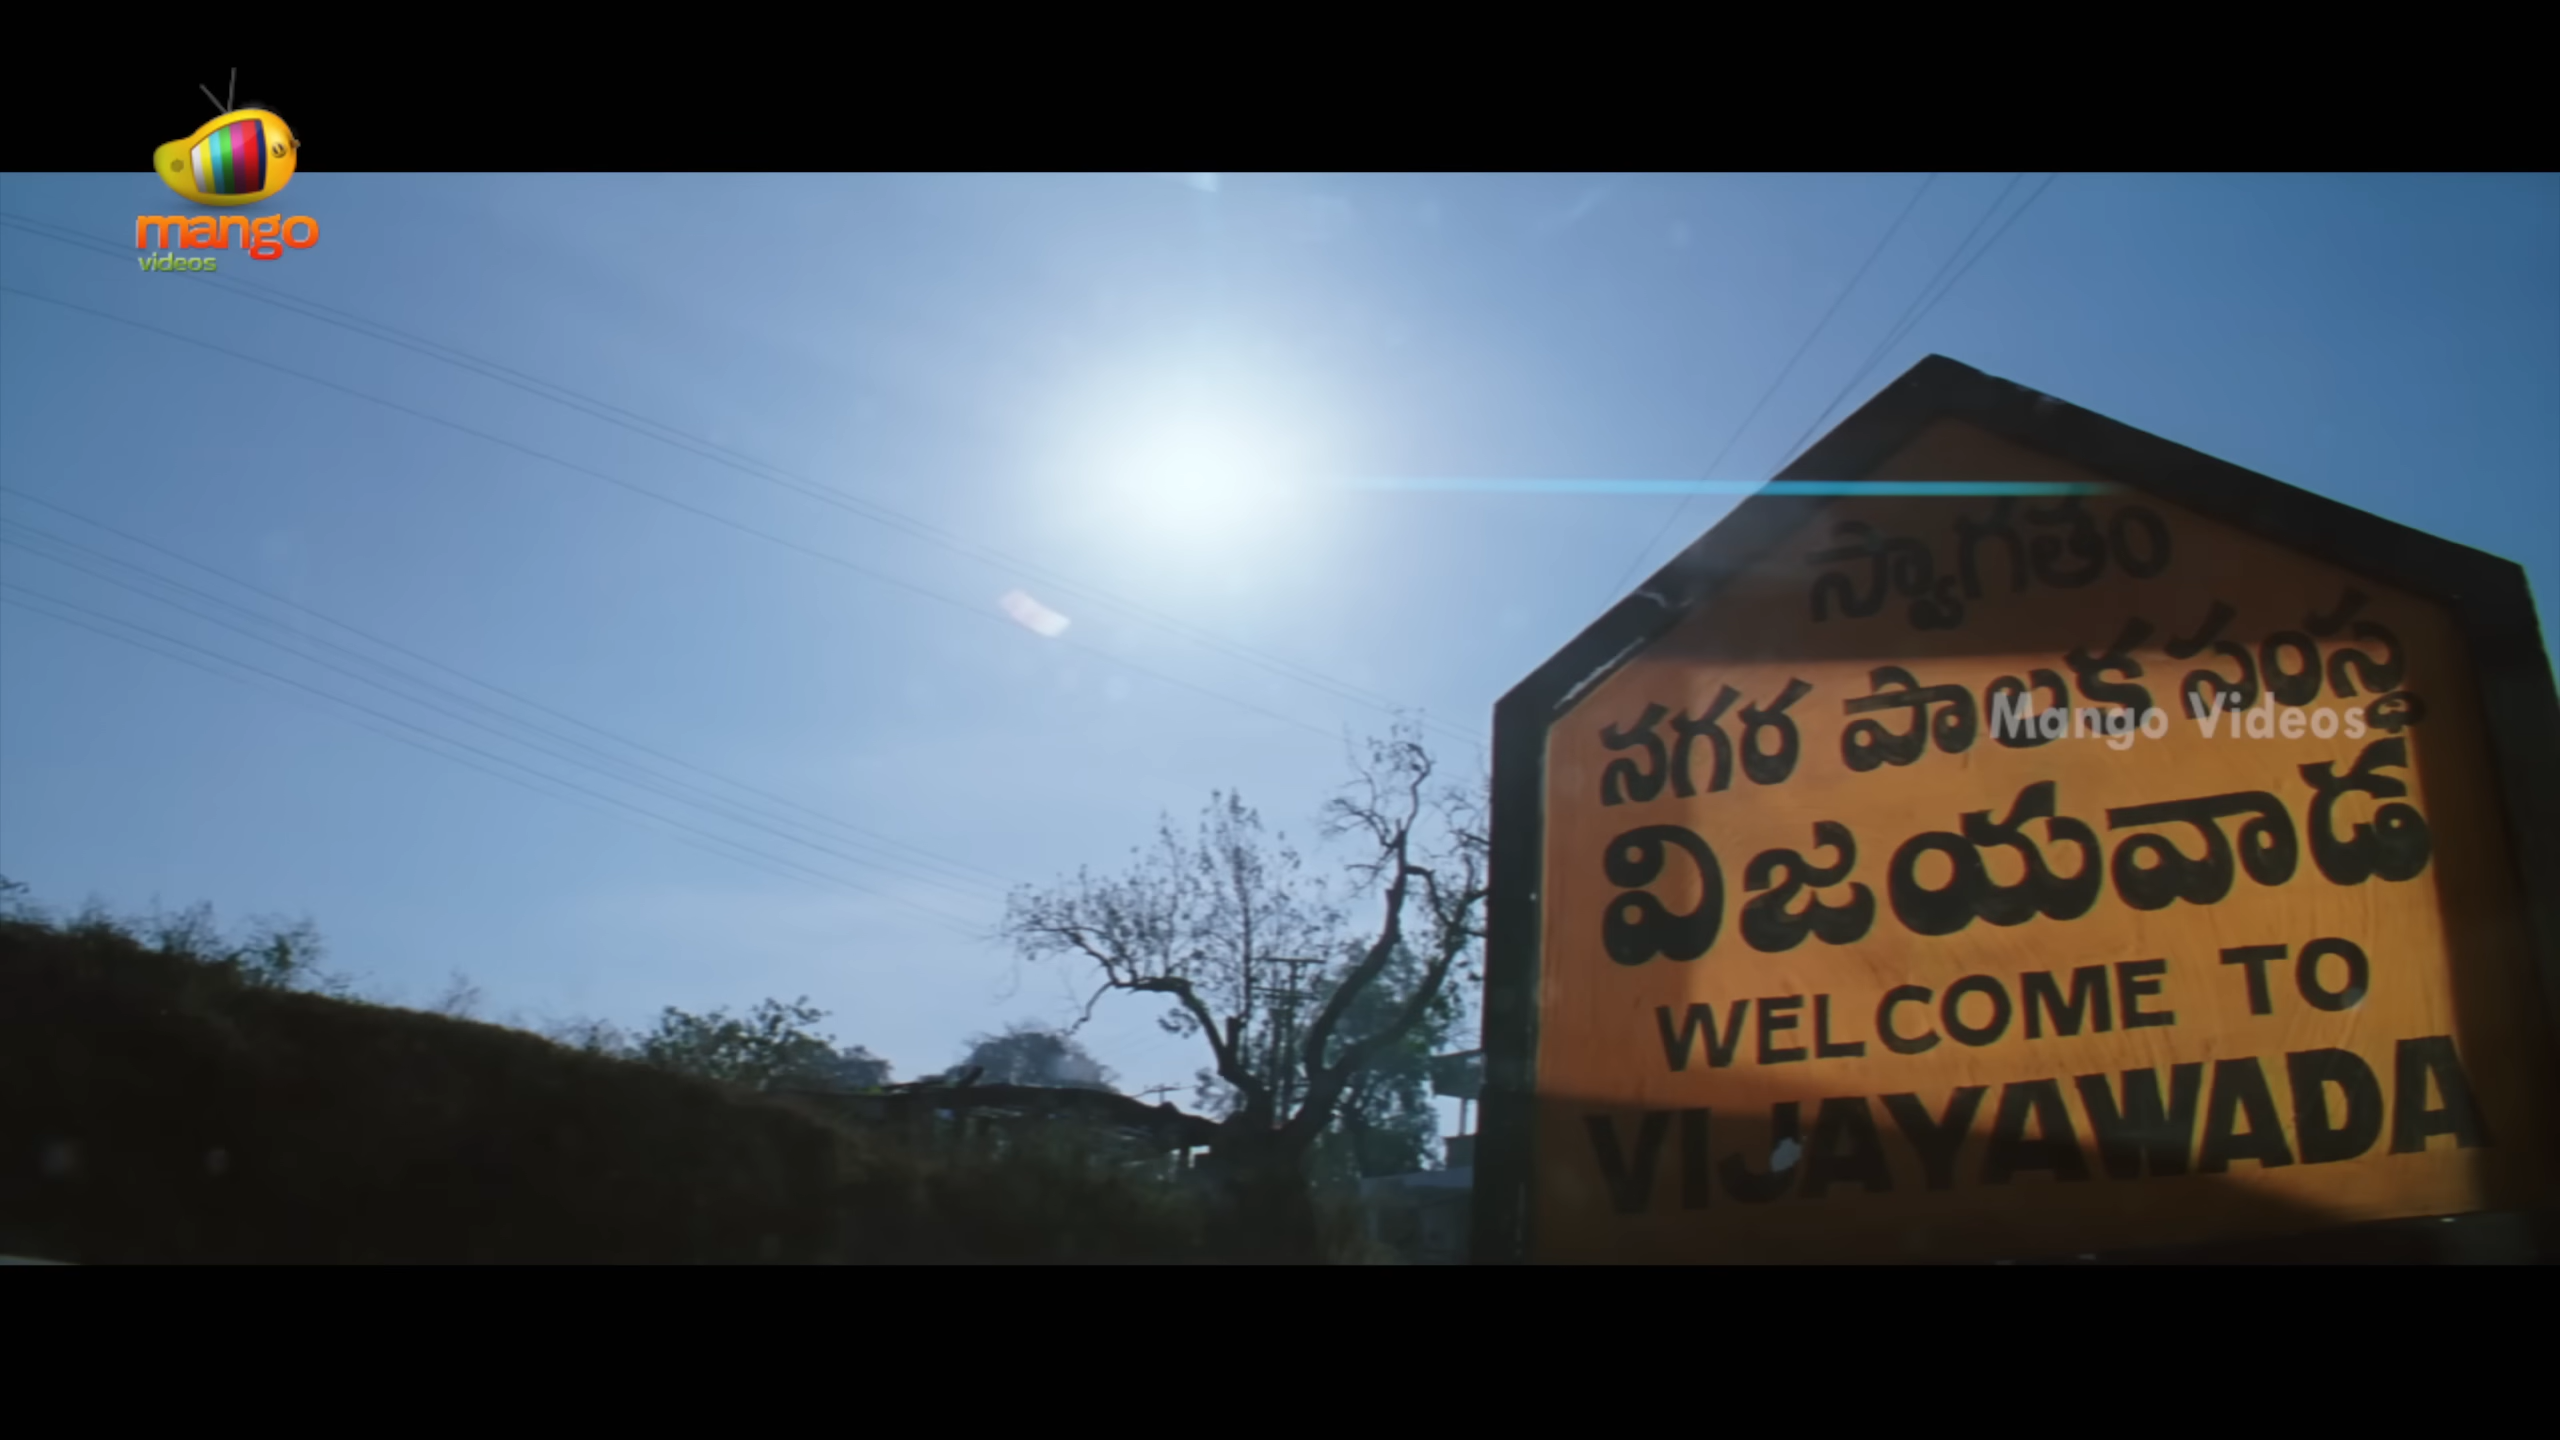 mango
videos
స్వాగతం
నగర పాలక సంస్థ
Mango Videos
విజయవాడ
WELCOME TO
VIJAYAWADA